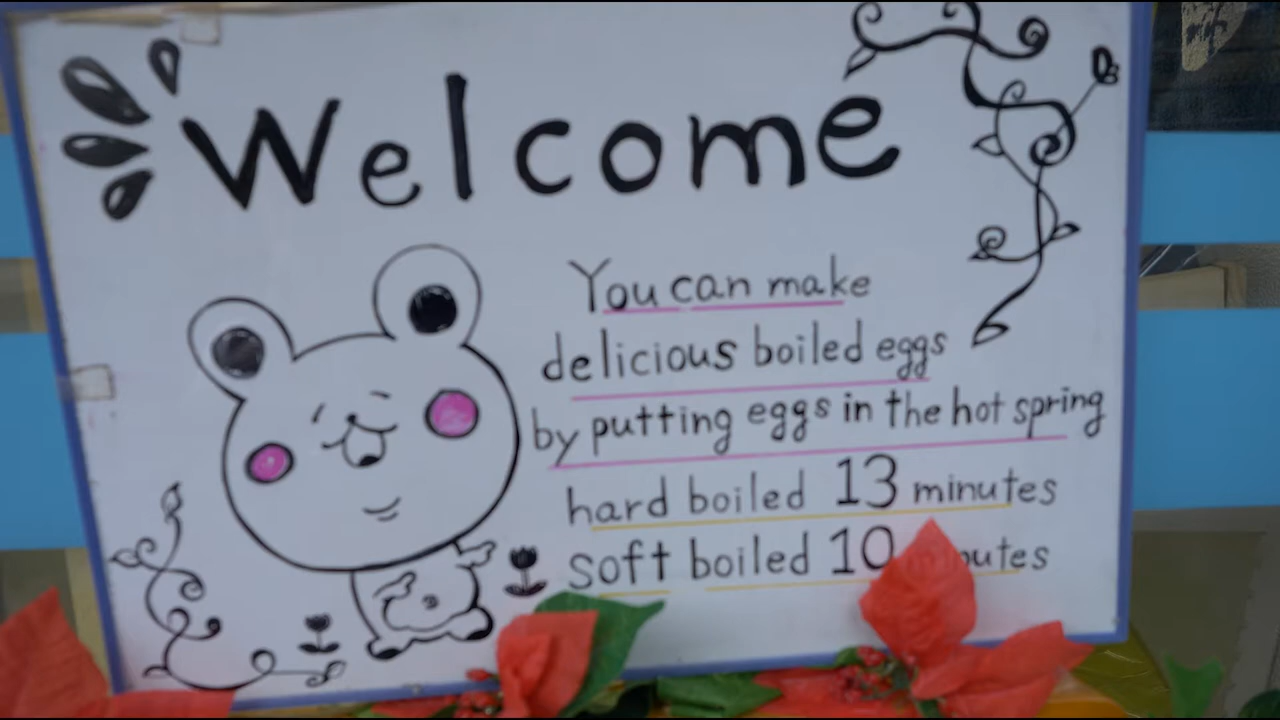 Welcome
You can make
delicious boiled eggs
by putting eggs in the hot spring
hard boiled 13 minutes
soft boiled 10 minutes